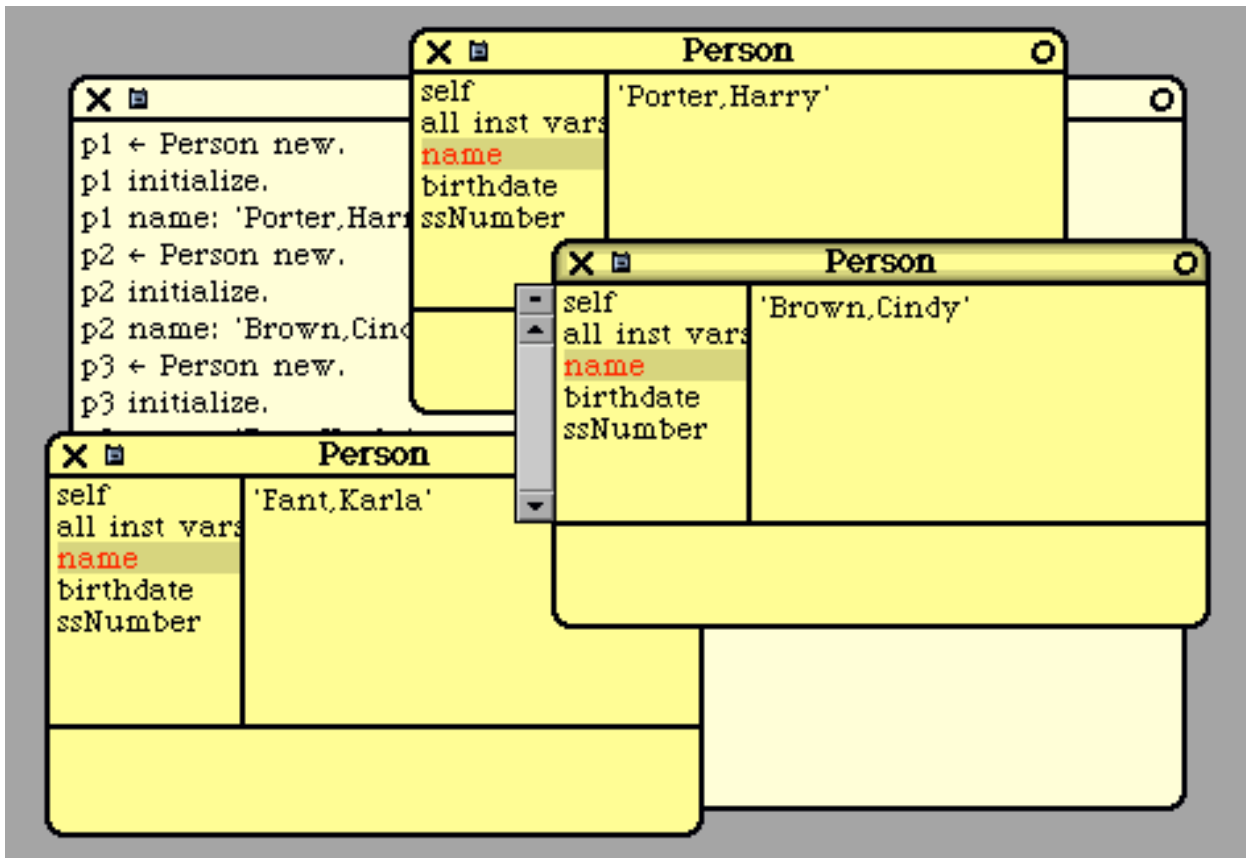 Person
self
all inst vars
name
birthdate
ssNumber
'Porter,Harry'
p1 ← Person new.
p1 initialize.
p1 name: 'Porter,Harr
p2 ← Person new.
p2 initialize.
p2 name: 'Brown,Cind
p3 ← Person new.
p3 initialize.
Person
self
all inst vars
name
birthdate
ssNumber
'Brown,Cindy'
Person
self
all inst vars
name
birthdate
ssNumber
'Fant,Karla'